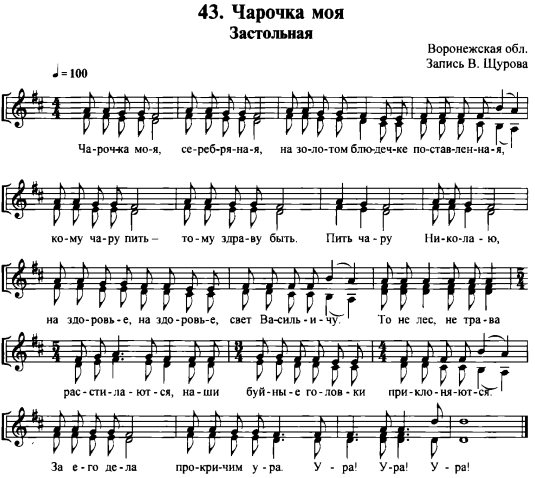 43. Чарочка моя
Застольная
Воронежская обл.
Запись В. Щурова
♩ = 100
Ча-роч-ка мо-я, се-реб-ря-на-я, на зо-ло-том блю-деч-ке по-став-лен-на-я,
ко-му ча-ру пить – то-му здра-ву быть. Пить ча-ру Ни-ко-ла-ю,
на здо-ровь-е, на здо-ровь-е, свет Ва-силь-и-чу. То не лес, не тра-ва
рас-сти-ла-ют-ся, на-ши буй-ны-е го-лов-ки при-кло-ня-ют-ся.
За е-го де-ла про-кри-чим у-ра. У-ра! У-ра! У-ра!